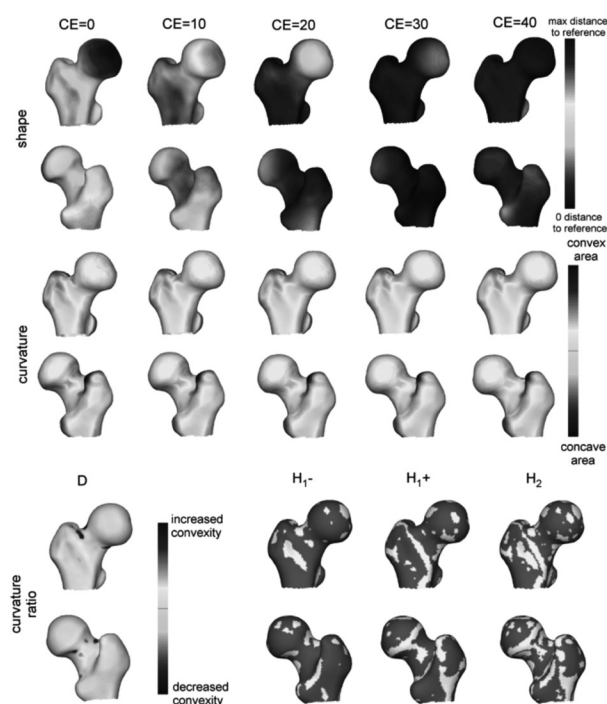 CE=0 CE=10 CE=20 CE=30 CE=40
max distance
to reference
shape
0 distance
to reference
convex
area
curvature
concave
area
D H₁- H₁+ H₂
increased
convexity
curvature
ratio
decreased
convexity